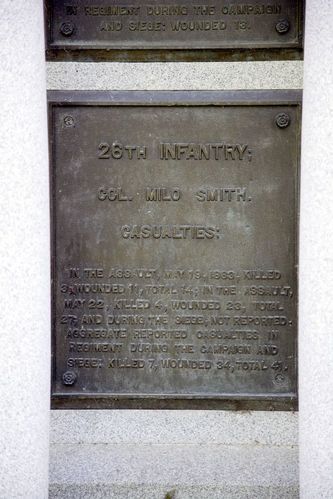 IN REGIMENT DURING THE CAMPAIGN
AND SIEGE: WOUNDED 13.
26TH INFANTRY;
COL. MILO SMITH.
CASUALTIES:
IN THE ASSAULT, MAY 19, 1863, KILLED
3, WOUNDED 11, TOTAL 14; IN THE ASSAULT,
MAY 22, KILLED 4, WOUNDED 23, TOTAL
27; AND DURING THE SIEGE, NOT REPORTED.
AGGREGATE REPORTED CASUALTIES IN
REGIMENT DURING THE CAMPAIGN AND
SIEGE: KILLED 7, WOUNDED 34, TOTAL 41.